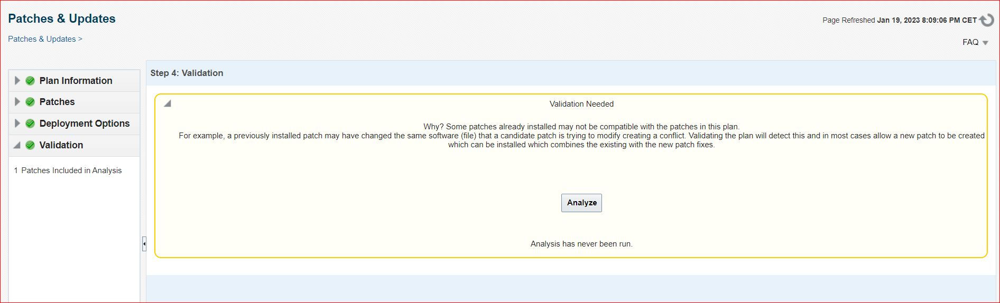 Patches & Updates
Page Refreshed Jan 19, 2023 8:09:06 PM CET
Patches & Updates >
FAQ
Plan Information
Patches
Deployment Options
Validation
1 Patches Included in Analysis
Step 4: Validation
Validation Needed
Why? Some patches already installed may not be compatible with the patches in this plan.
For example, a previously installed patch may have changed the same software (file) that a candidate patch is trying to modify creating a conflict. Validating the plan will detect this and in most cases allow a new patch to be created
which can be installed which combines the existing with the new patch fixes.
Analyze
Analysis has never been run.